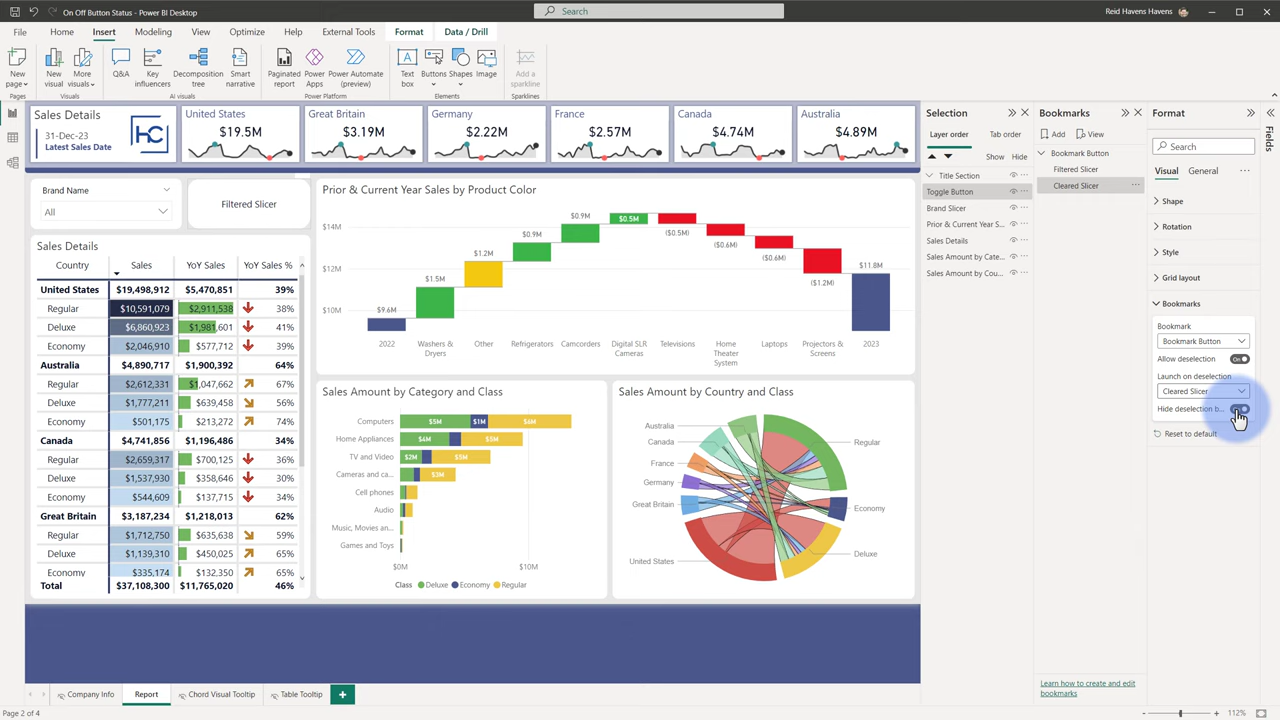 On Off Button Status - Power BI Desktop
Search
Reid Havens Havens
File Home Insert Modeling View Optimize Help External Tools Format Data / Drill
New page
New visual
More visuals
Q&A
Key influencers
Decomposition tree
Smart narrative
Paginated report
Power Apps
Power Automate (preview)
Text box
Buttons
Shapes
Image
Add a sparkline
Pages Visuals AI visuals Power Platform Elements Sparklines
Sales Details
31-Dec-23
Latest Sales Date
HC
United States
$19.5M
Great Britain
$3.19M
Germany
$2.22M
France
$2.57M
Canada
$4.74M
Australia
$4.89M
Brand Name
All
Filtered Slicer
Sales Details
Country Sales YoY Sales YoY Sales %
United States $19,498,912 $5,470,851 39%
Regular $10,591,079 $2,911,538 38%
Deluxe $6,860,923 $1,981,601 41%
Economy $2,046,910 $577,712 39%
Australia $4,890,717 $1,900,392 64%
Regular $2,612,331 $1,047,662 67%
Deluxe $1,777,211 $639,458 56%
Economy $501,175 $213,272 74%
Canada $4,741,856 $1,196,486 34%
Regular $2,659,317 $700,125 36%
Deluxe $1,537,930 $358,646 30%
Economy $544,609 $137,715 34%
Great Britain $3,187,234 $1,218,013 62%
Regular $1,712,750 $635,638 59%
Deluxe $1,139,310 $450,025 65%
Economy $335,174 $132,350 65%
Total $37,108,300 $11,765,020 46%
Prior & Current Year Sales by Product Color
$14M
$12M
$10M
$9.6M
$1.5M
$1.2M
$0.9M
$0.9M
$0.5M
($0.5M)
($0.6M)
($0.6M)
($1.2M)
$11.8M
2022
Washers & Dryers
Other
Refrigerators
Camcorders
Digital SLR Cameras
Televisions
Home Theater System
Laptops
Projectors & Screens
2023
Sales Amount by Category and Class
Computers $5M $1M $6M
Home Appliances $4M $5M
TV and Video $2M $5M
Cameras and ca... $3M
Cell phones
Audio
Music, Movies an...
Games and Toys
$0M $10M
Class Deluxe Economy Regular
Sales Amount by Country and Class
Australia
Canada
France
Germany
Great Britain
United States
Regular
Economy
Deluxe
Selection
Layer order Tab order
Show Hide
Title Section
Toggle Button
Brand Slicer
Prior & Current Year S...
Sales Details
Sales Amount by Cate...
Sales Amount by Cou...
Bookmarks
Add View
Bookmark Button
Filtered Slicer
Cleared Slicer
Learn how to create and edit
bookmarks
Format
Search
Visual General
Shape
Rotation
Style
Grid layout
Bookmarks
Bookmark
Bookmark Button
Allow deselection On
Launch on deselection
Cleared Slicer
Hide deselection b...
Reset to default
Fields
Company Info Report Chord Visual Tooltip Table Tooltip
Page 2 of 4
112%